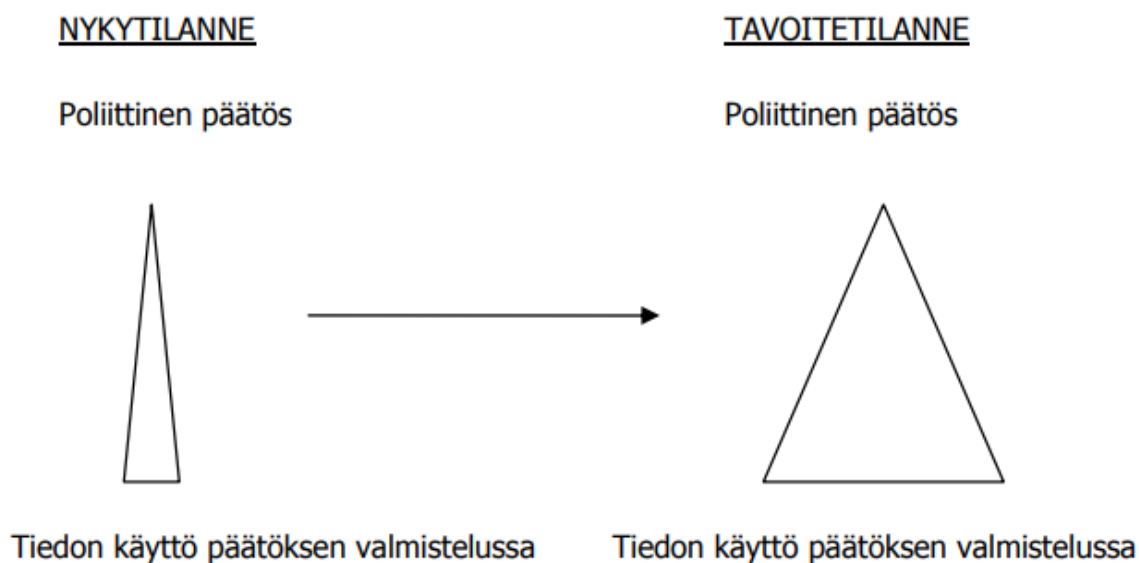 NYKYTILANNE
TAVOITETILANNE
Poliittinen päätös
Poliittinen päätös
Tiedon käyttö päätöksen valmistelussa
Tiedon käyttö päätöksen valmistelussa